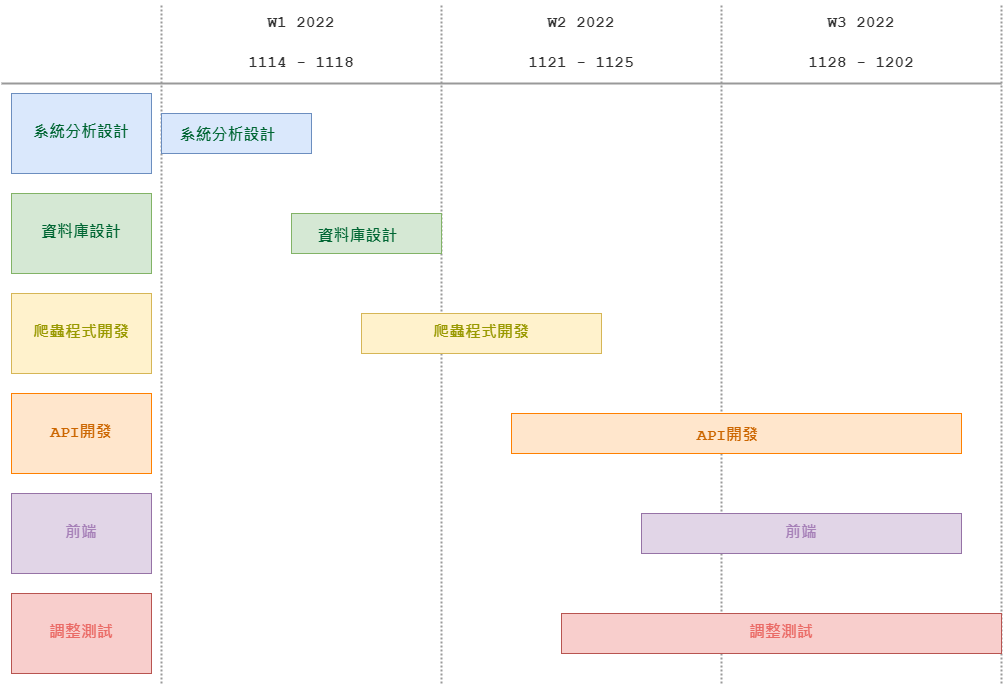 W1 2022
W2 2022
W3 2022
1114 - 1118
1121 - 1125
1128 - 1202
系統分析設計
系統分析設計
資料庫設計
資料庫設計
爬蟲程式開發
爬蟲程式開發
API開發
API開發
前端
前端
調整測試
調整測試